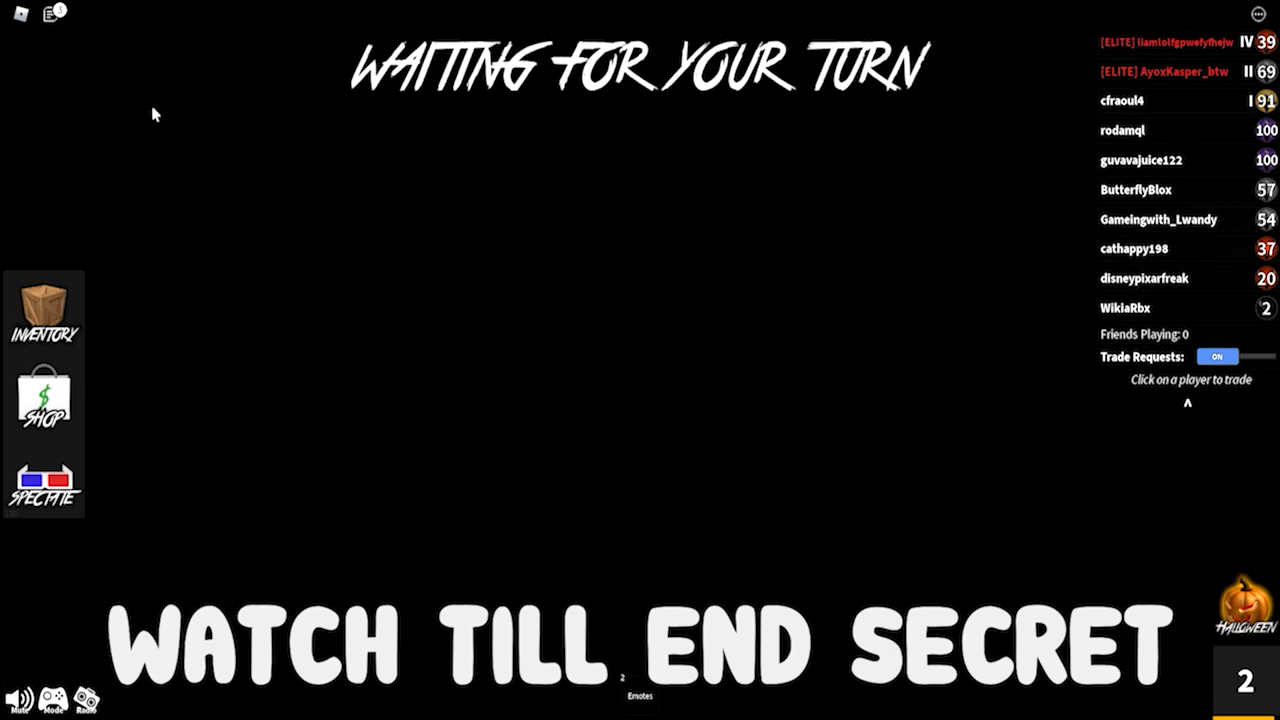 3
WAITING FOR YOUR TURN
[ELITE] liamlolfgpwefyfhejw IV 39
[ELITE] AyoxKasper_btw II 69
cfraoul4 I 91
rodamql 100
guvavajuice122 100
ButterflyBlox 57
Gameingwith_Lwandy 54
cathappy198 37
disneypixarfreak 20
WikiaRbx 2
Friends Playing: 0
Trade Requests: ON
Click on a player to trade
INVENTORY
SHOP
SPECTATE
HALLOWEEN
WATCH TILL END SECRET
2
Emotes
2
Mute Mode Radio